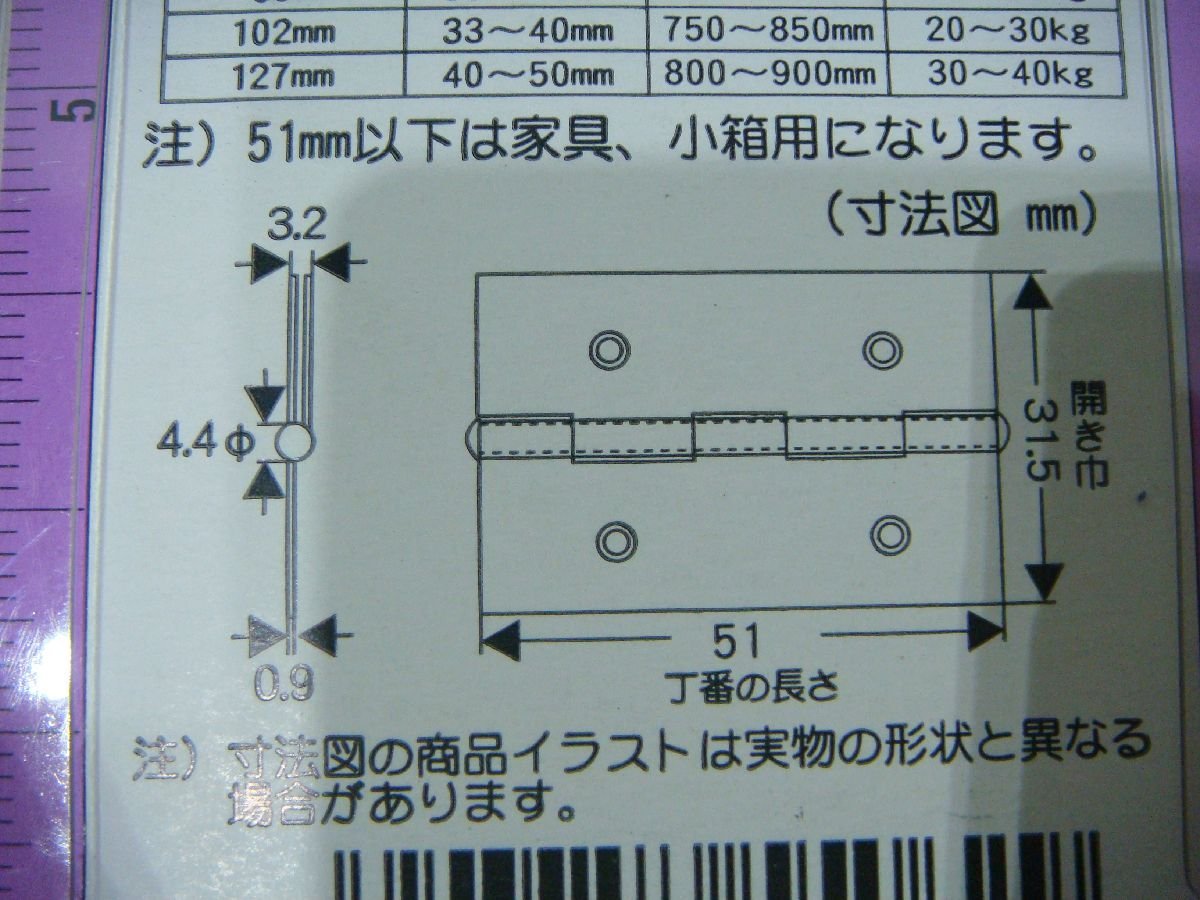 102mm 33～40mm 750～850mm 20～30kg
127mm 40～50mm 800～900mm 30～40kg
5
注） 51mm以下は家具、小箱用になります。
（寸法図 mm）
3.2
4.4φ
開き巾
31.5
51
0.9
丁番の長さ
注） 寸法図の商品イラストは実物の形状と異なる
場合があります。